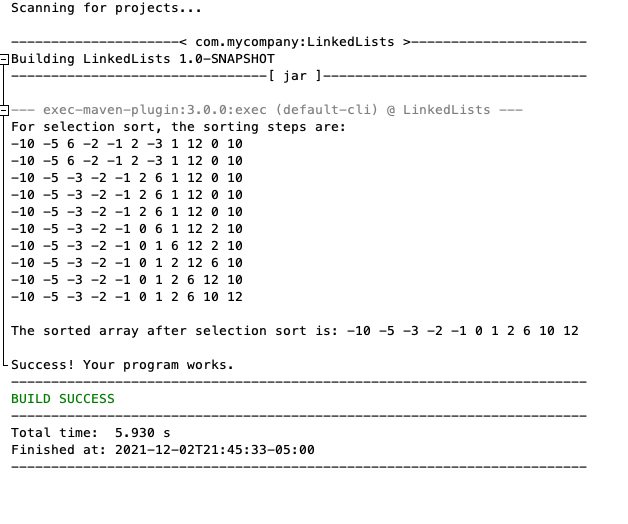 Scanning for projects...
---------------------< com.mycompany:LinkedLists >----------------------
Building LinkedLists 1.0-SNAPSHOT
--------------------------------[ jar ]---------------------------------
--- exec-maven-plugin:3.0.0:exec (default-cli) @ LinkedLists ---
For selection sort, the sorting steps are:
-10 -5 6 -2 -1 2 -3 1 12 0 10
-10 -5 6 -2 -1 2 -3 1 12 0 10
-10 -5 -3 -2 -1 2 6 1 12 0 10
-10 -5 -3 -2 -1 2 6 1 12 0 10
-10 -5 -3 -2 -1 2 6 1 12 0 10
-10 -5 -3 -2 -1 0 6 1 12 2 10
-10 -5 -3 -2 -1 0 1 6 12 2 10
-10 -5 -3 -2 -1 0 1 2 12 6 10
-10 -5 -3 -2 -1 0 1 2 6 12 10
-10 -5 -3 -2 -1 0 1 2 6 10 12
The sorted array after selection sort is: -10 -5 -3 -2 -1 0 1 2 6 10 12
Success! Your program works.
------------------------------------------------------------------------
BUILD SUCCESS
------------------------------------------------------------------------
Total time:  5.930 s
Finished at: 2021-12-02T21:45:33-05:00
------------------------------------------------------------------------